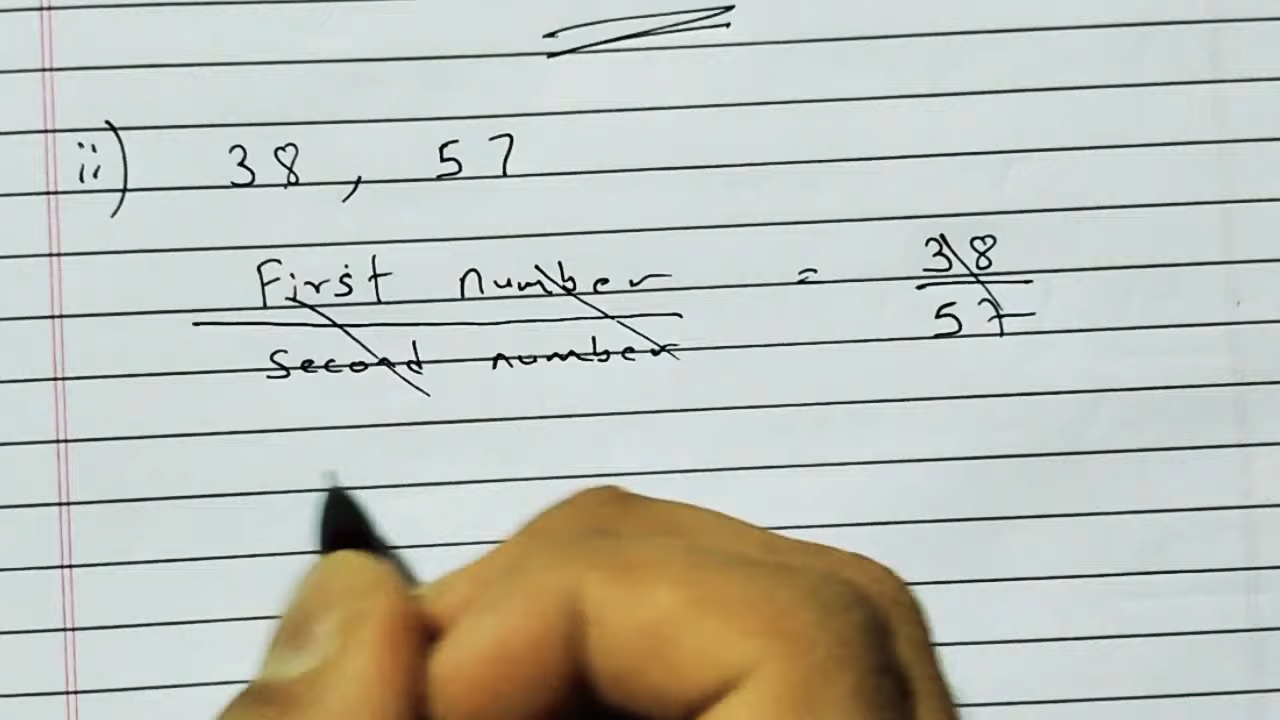 ii) 38, 57
First number = 38
second number 57